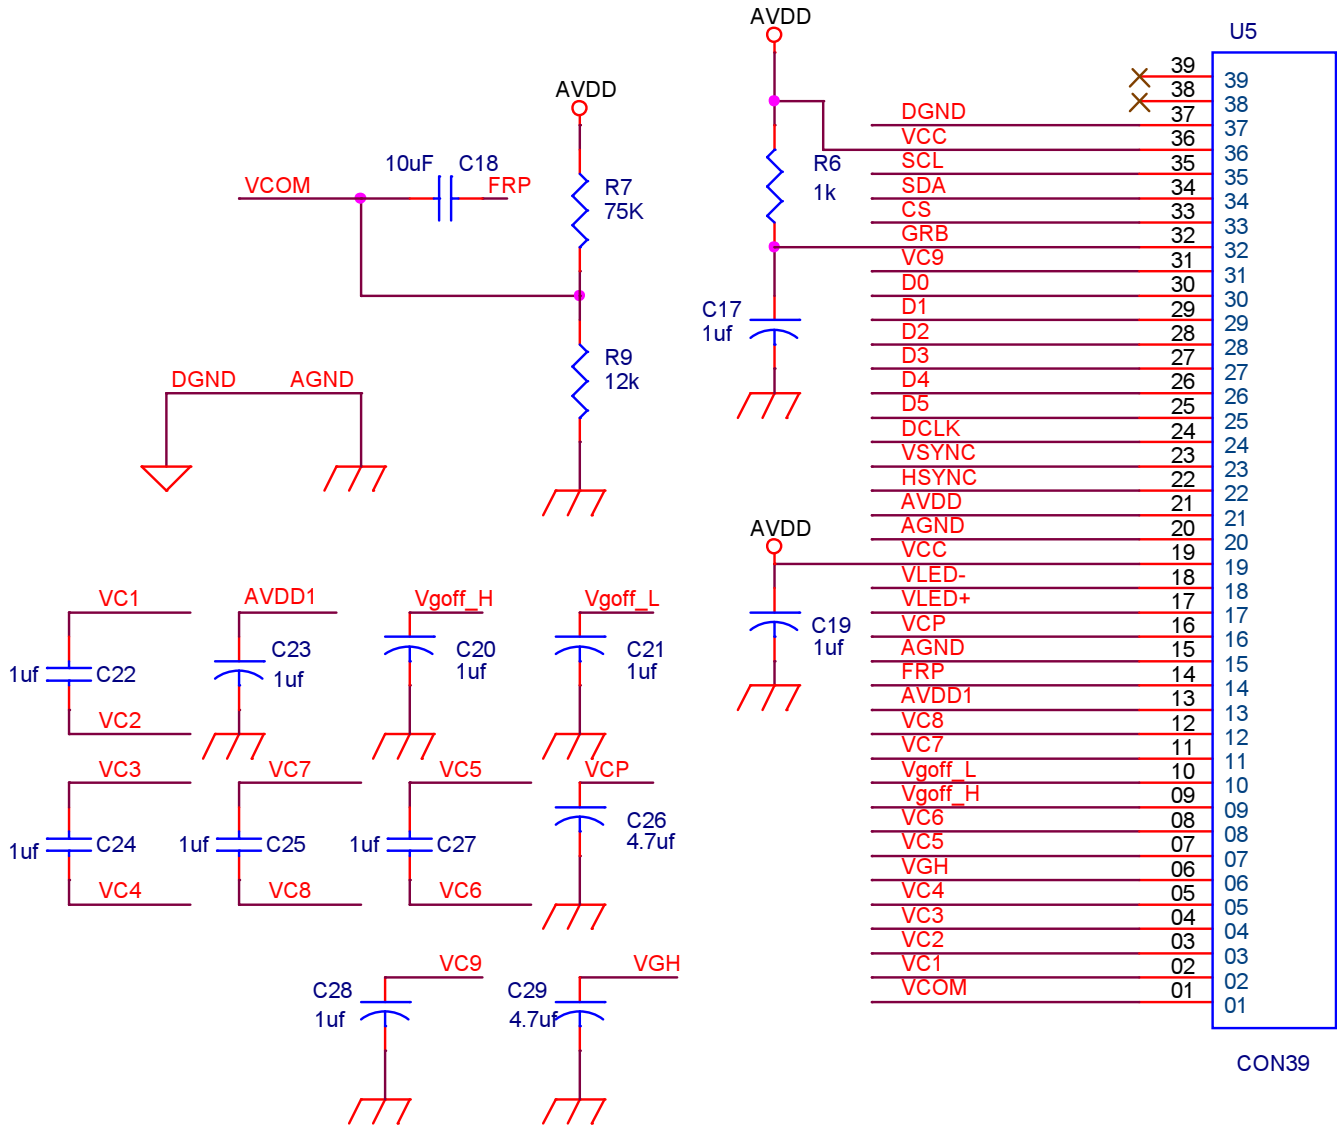 AVDD
VCOM
10uF
C18
FRP
R7
75K
R9
12k
DGND
AGND
VC1
1uf
C22
VC2
AVDD1
C23
1uf
Vgoff_H
C20
1uf
Vgoff_L
C21
1uf
VC3
1uf
C24
VC4
VC7
1uf
C25
VC8
VC5
1uf
C27
VC6
VCP
C26
4.7uf
VC9
C28
1uf
VGH
C29
4.7uf
AVDD
R6
1k
C17
1uf
AVDD
C19
1uf
U5
39 39
38 38
DGND 37 37
VCC 36 36
SCL 35 35
SDA 34 34
CS 33 33
GRB 32 32
VC9 31 31
D0 30 30
D1 29 29
D2 28 28
D3 27 27
D4 26 26
D5 25 25
DCLK 24 24
VSYNC 23 23
HSYNC 22 22
AVDD 21 21
AGND 20 20
VCC 19 19
VLED- 18 18
VLED+ 17 17
VCP 16 16
AGND 15 15
FRP 14 14
AVDD1 13 13
VC8 12 12
VC7 11 11
Vgoff_L 10 10
Vgoff_H 09 09
VC6 08 08
VC5 07 07
VGH 06 06
VC4 05 05
VC3 04 04
VC2 03 03
VC1 02 02
VCOM 01 01
CON39